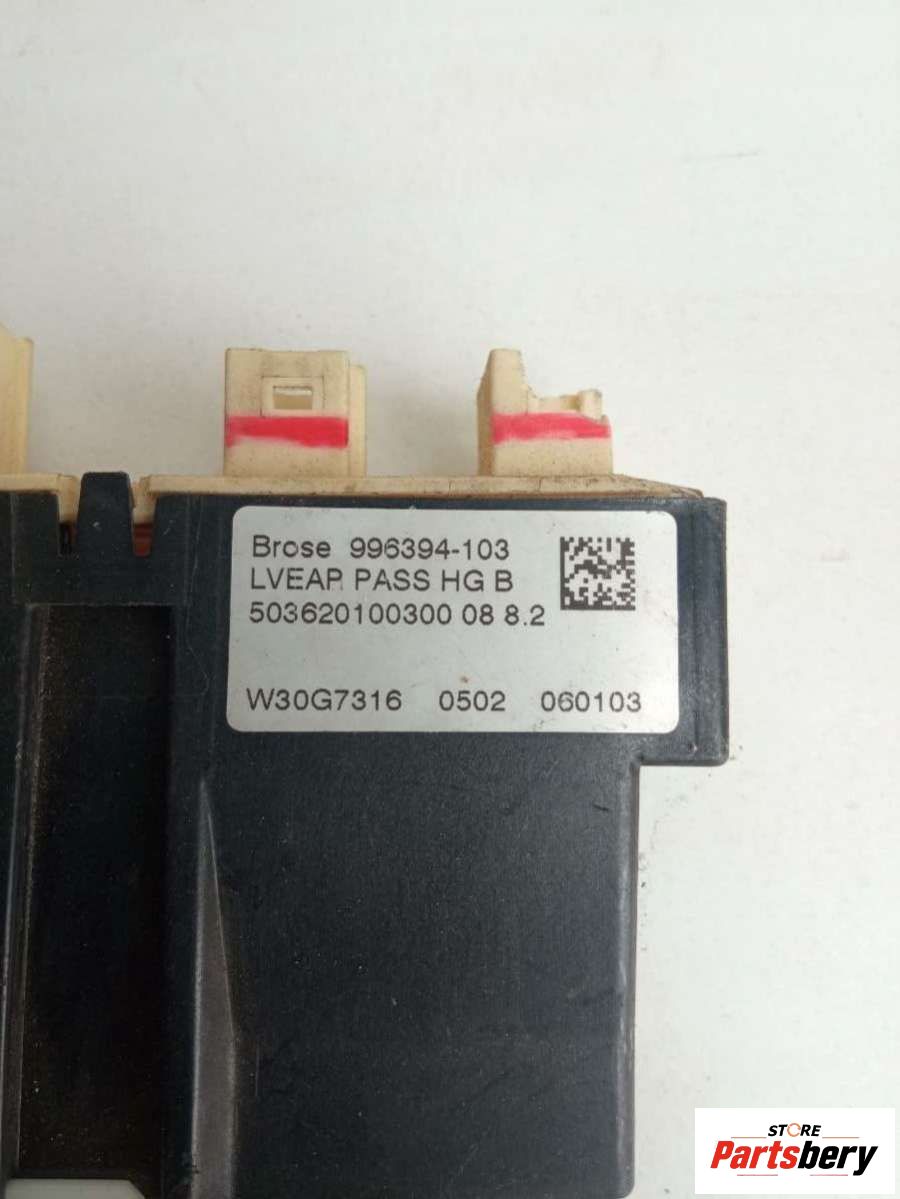 Brose 996394-103
LVEAR PASS HG B
503620100300 08 8.2
W30G7316 0502 060103
STORE
Partsbery